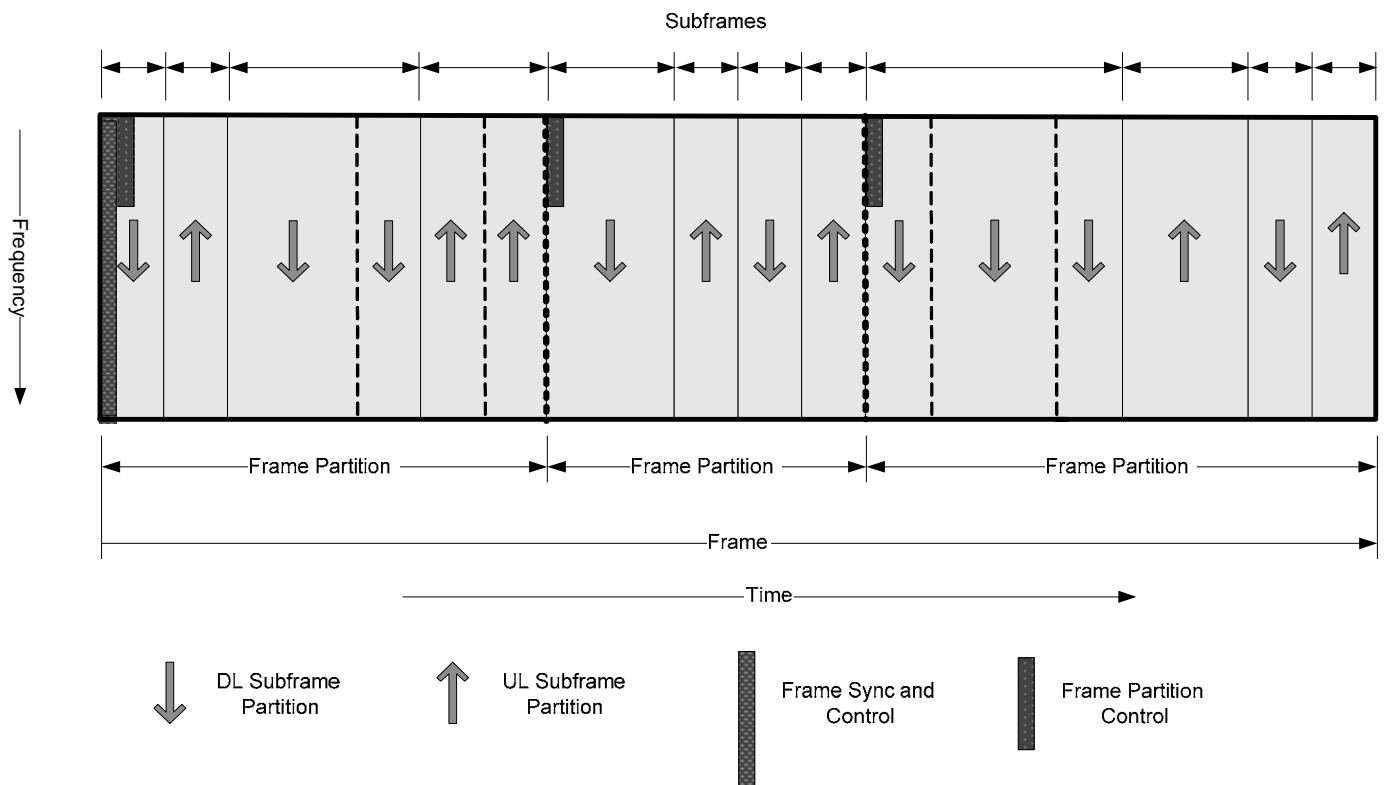 Subframes
Frequency
Frame Partition
Frame Partition
Frame Partition
Frame
Time
DL Subframe
Partition
UL Subframe
Partition
Frame Sync and
Control
Frame Partition
Control